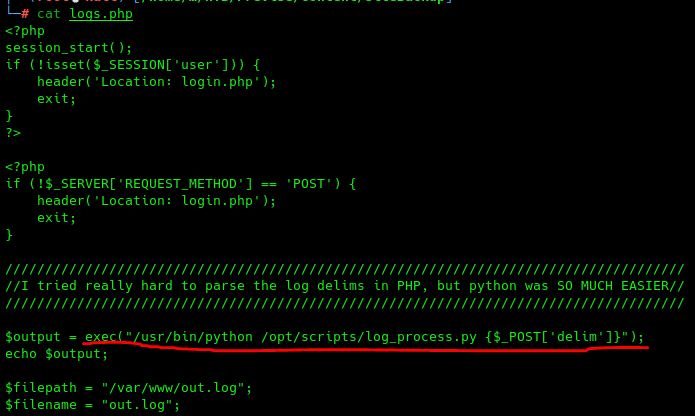 └─# cat logs.php
<?php
session_start();
if (!isset($_SESSION['user'])) {
    header('Location: login.php');
    exit;
}
?>

<?php
if (!$_SERVER['REQUEST_METHOD'] == 'POST') {
    header('Location: login.php');
    exit;
}

/////////////////////////////////////////////////////////////////////////////////////
//I tried really hard to parse the log delims in PHP, but python was SO MUCH EASIER//
/////////////////////////////////////////////////////////////////////////////////////

$output = exec("/usr/bin/python /opt/scripts/log_process.py {$_POST['delim']}");
echo $output;

$filepath = "/var/www/out.log";
$filename = "out.log";